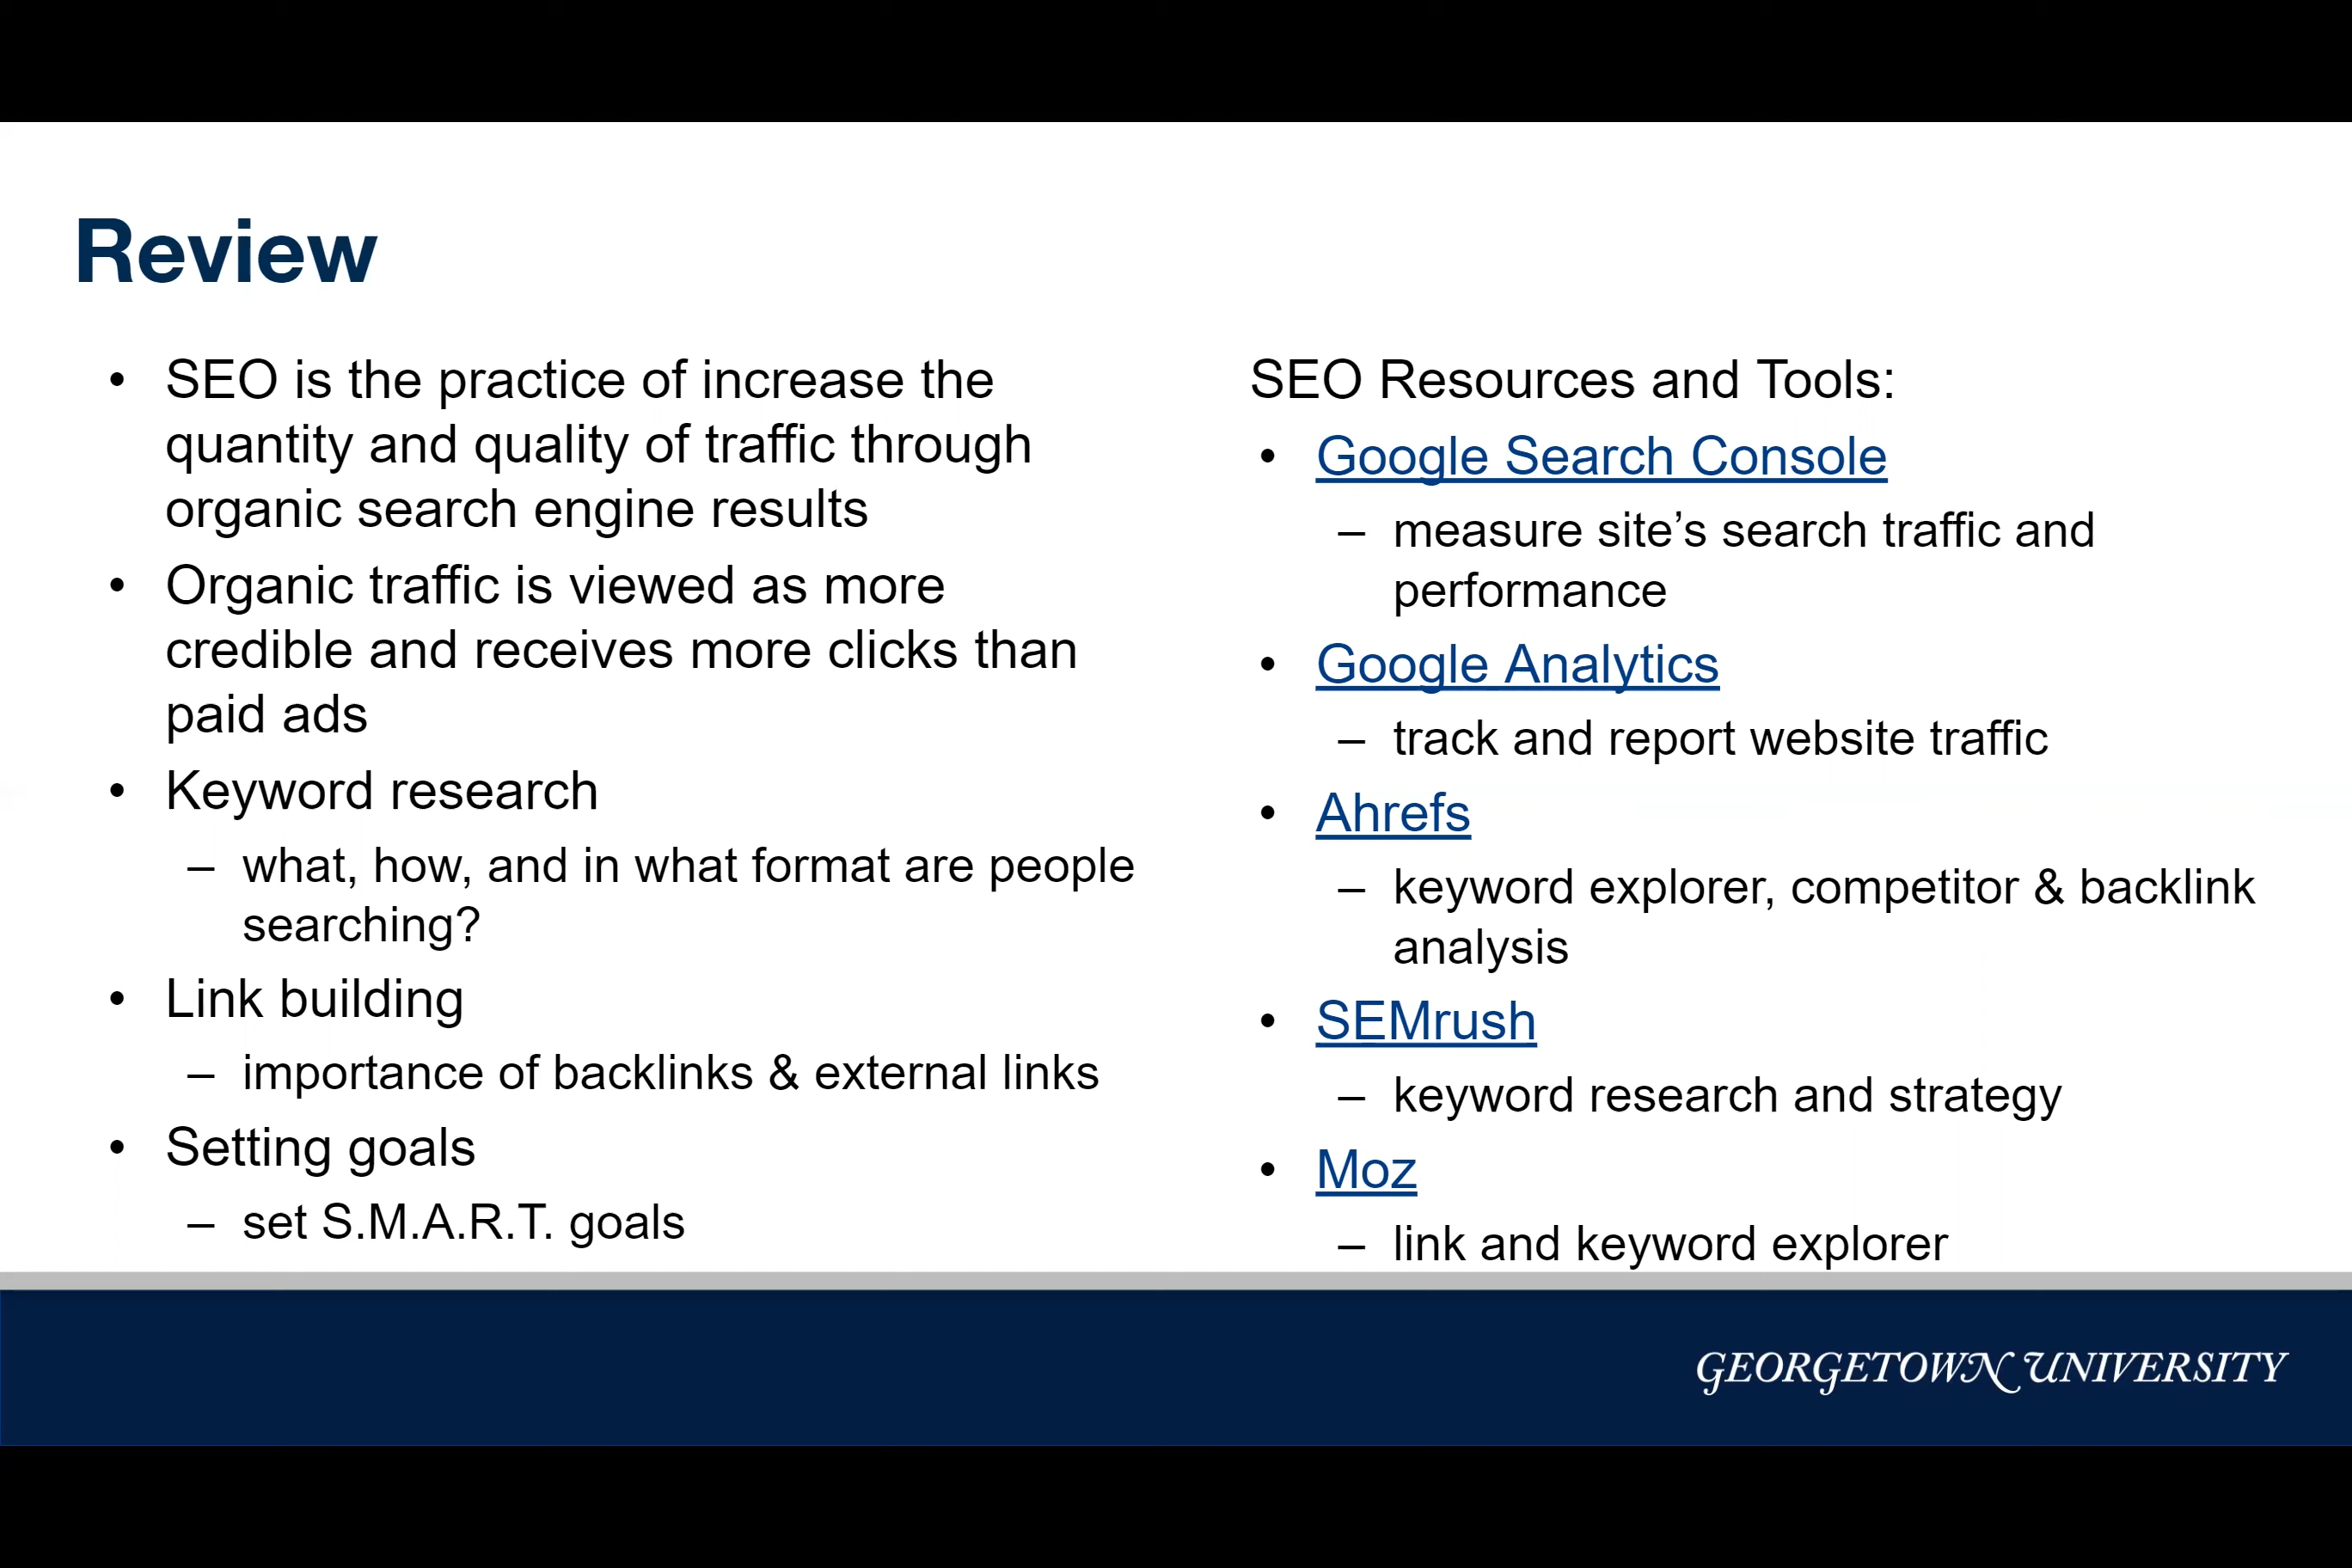 Review
• SEO is the practice of increase the
quantity and quality of traffic through
organic search engine results
• Organic traffic is viewed as more
credible and receives more clicks than
paid ads
• Keyword research
– what, how, and in what format are people
searching?
• Link building
– importance of backlinks & external links
• Setting goals
– set S.M.A.R.T. goals
SEO Resources and Tools:
• Google Search Console
– measure site’s search traffic and
performance
• Google Analytics
– track and report website traffic
• Ahrefs
– keyword explorer, competitor & backlink
analysis
• SEMrush
– keyword research and strategy
• Moz
– link and keyword explorer
GEORGETOWN UNIVERSITY